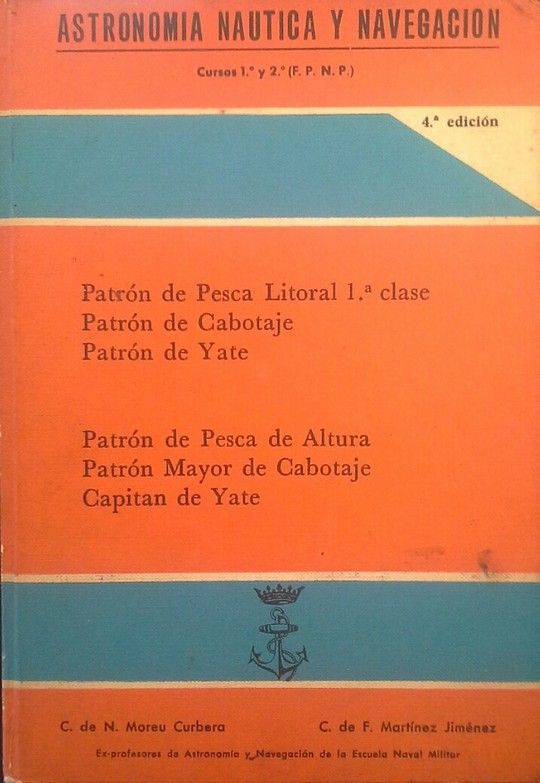 ASTRONOMIA NAUTICA Y NAVEGACION
Cursos 1.º y 2.º (F. P. N. P.)
4.ª edición
Patrón de Pesca Litoral 1.ª clase
Patrón de Cabotaje
Patrón de Yate
Patrón de Pesca de Altura
Patrón Mayor de Cabotaje
Capitan de Yate
C. de N. Moreu Curbera
C. de F. Martínez Jiménez
Ex-profesores de Astronomía y Navegación de la Escuela Naval Militar